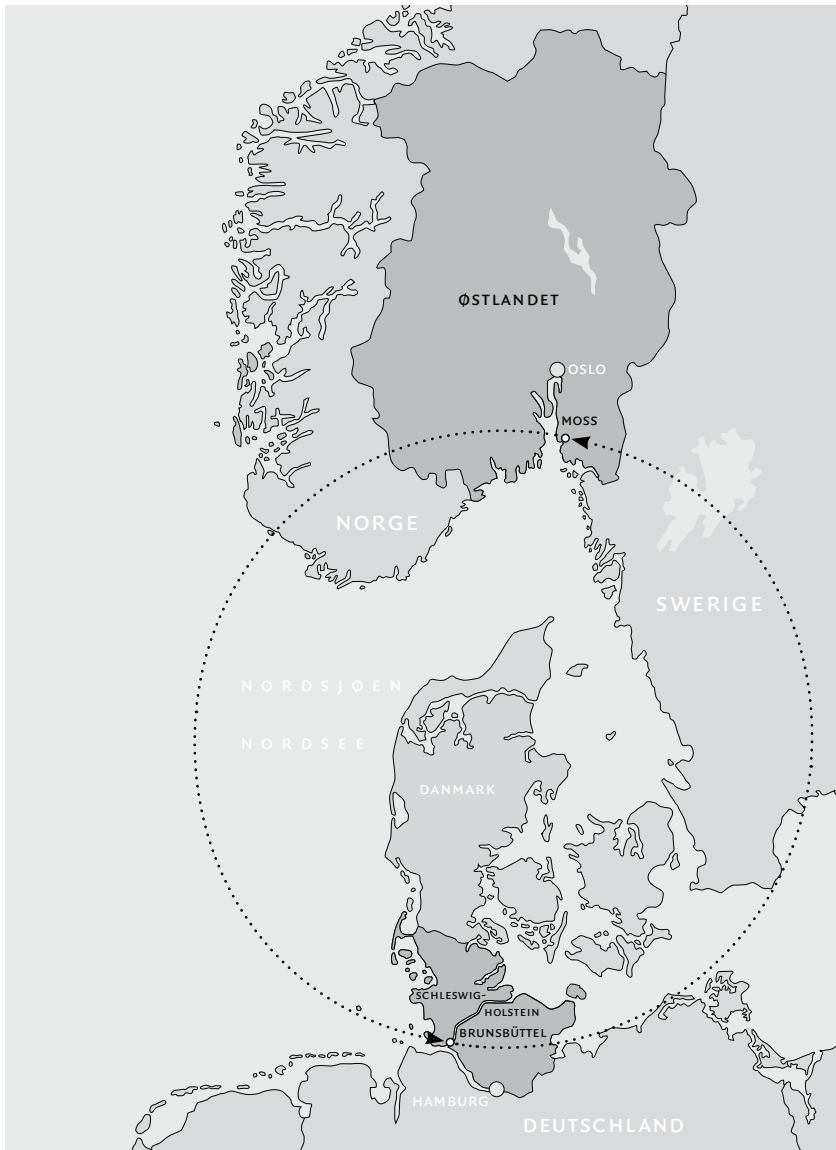 ØSTLANDET
OSLO
MOSS
NORGE
SWERIGE
NORDSJØEN
NORDSEE
DANMARK
SCHLESWIG-
HOLSTEIN
BRUNSBÜTTEL
HAMBURG
DEUTSCHLAND